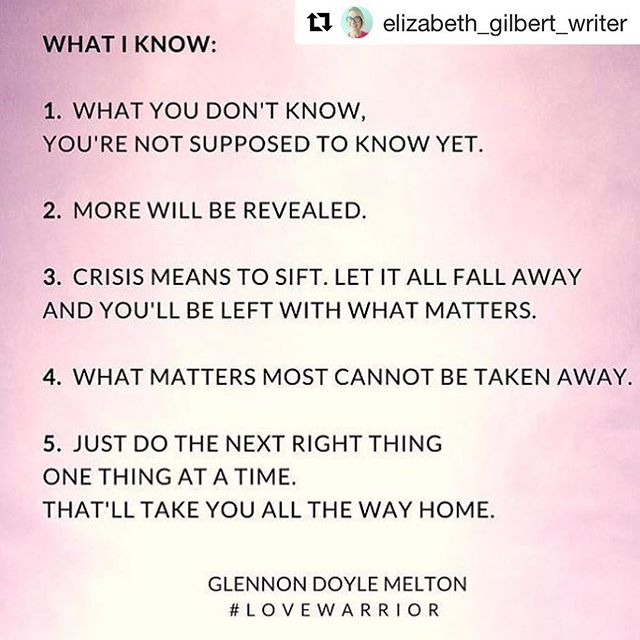 elizabeth_gilbert_writer
WHAT I KNOW:
1. WHAT YOU DON'T KNOW,
YOU'RE NOT SUPPOSED TO KNOW YET.
2. MORE WILL BE REVEALED.
3. CRISIS MEANS TO SIFT. LET IT ALL FALL AWAY
AND YOU'LL BE LEFT WITH WHAT MATTERS.
4. WHAT MATTERS MOST CANNOT BE TAKEN AWAY.
5. JUST DO THE NEXT RIGHT THING
ONE THING AT A TIME.
THAT'LL TAKE YOU ALL THE WAY HOME.
GLENNON DOYLE MELTON
#LOVEWARRIOR